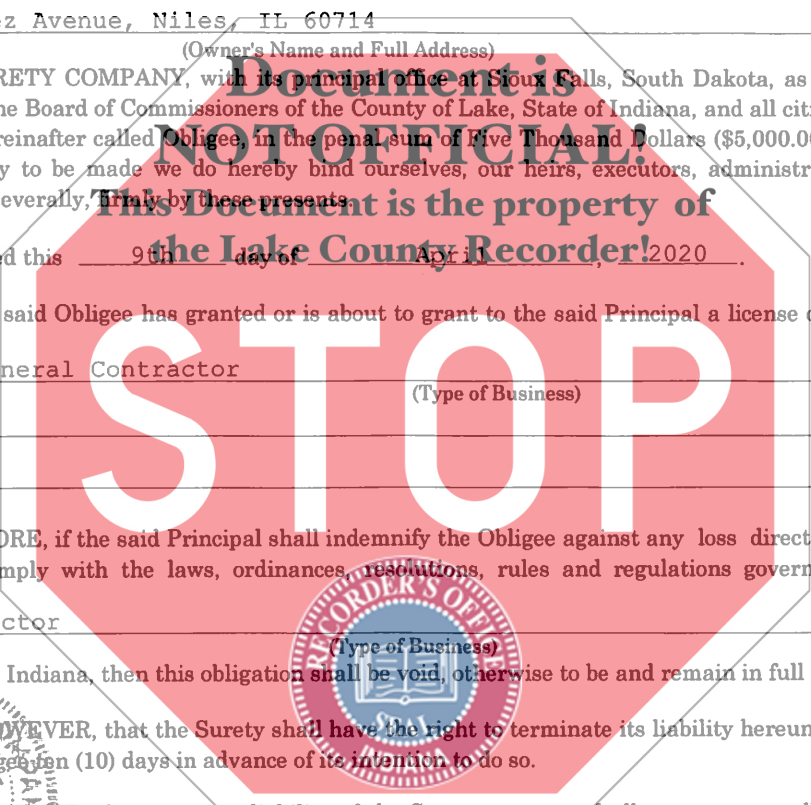 ez Avenue, Niles, IL 60714
(Owner's Name and Full Address)
Document is
RETY COMPANY, with its principal office at Sioux Falls, South Dakota, as
he Board of Commissioners of the County of Lake, State of Indiana, and all cit
reinafter called Obligee, in the penal sum of Five Thousand Dollars ($5,000.0
NOT OFFICIAL!
y to be made we do hereby bind ourselves, our heirs, executors, administr
everally, firmly by these presents.
This Document is the property of
the Lake County Recorder!
ed this 9th day of April, 2020.
said Obligee has granted or is about to grant to the said Principal a license
neral Contractor
(Type of Business)
STOP
ORE, if the said Principal shall indemnify the Obligee against any loss direct
mply with the laws, ordinances, resolutions, rules and regulations govern
ctor
(Type of Business)
RECORDER'S OFFICE
SEAL
INDIANA
Indiana, then this obligation shall be void, otherwise to be and remain in full
OWEVER, that the Surety shall have the right to terminate its liability hereun
gee ten (10) days in advance of its intention to do so.